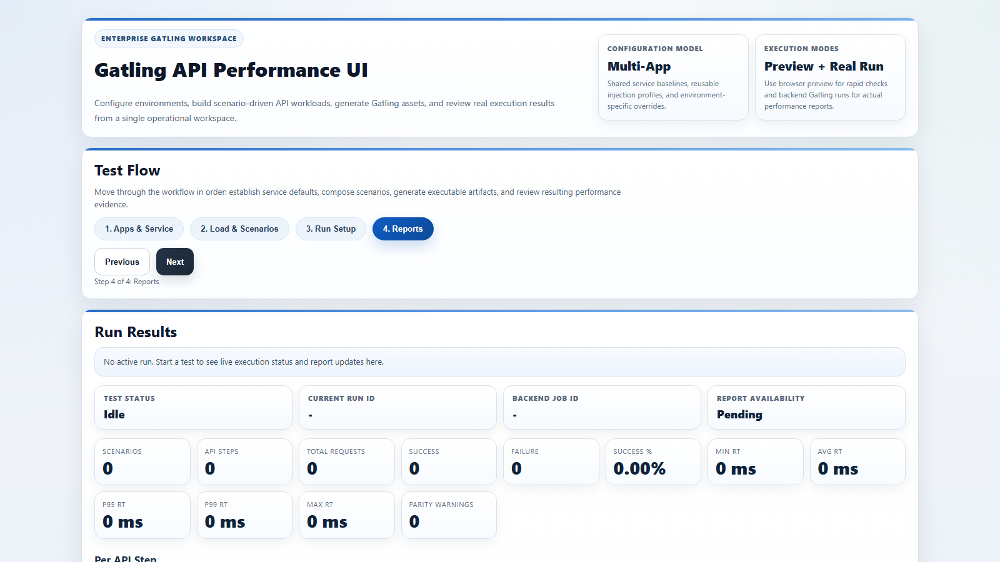 ENTERPRISE GATLING WORKSPACE
Gatling API Performance UI
Configure environments, build scenario-driven API workloads, generate Gatling assets, and review real execution results
from a single operational workspace.
CONFIGURATION MODEL
Multi-App
Shared service baselines, reusable
injection profiles, and environment-
specific overrides.
EXECUTION MODES
Preview + Real Run
Use browser preview for rapid checks
and backend Gatling runs for actual
performance reports.
Test Flow
Move through the workflow in order: establish service defaults, compose scenarios, generate executable artifacts, and review resulting performance
evidence.
1. Apps & Service
2. Load & Scenarios
3. Run Setup
4. Reports
Previous
Next
Step 4 of 4: Reports
Run Results
No active run. Start a test to see live execution status and report updates here.
TEST STATUS
Idle
CURRENT RUN ID
-
BACKEND JOB ID
-
REPORT AVAILABILITY
Pending
SCENARIOS
0
API STEPS
0
TOTAL REQUESTS
0
SUCCESS
0
FAILURE
0
SUCCESS %
0.00%
MIN RT
0 ms
AVG RT
0 ms
P95 RT
0 ms
P99 RT
0 ms
MAX RT
0 ms
PARITY WARNINGS
0
Per API Step